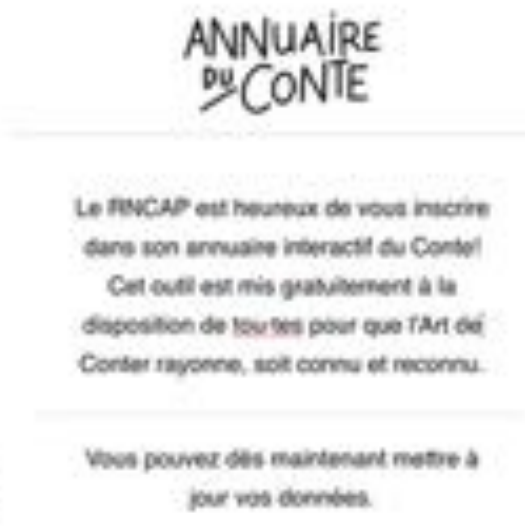 ANNUAIRE
DU CONTE
Le RNCAP est heureux de vous inscrire
dans son annuaire interactif du Conte!
Cet outil est mis gratuitement à la
disposition de tou·tes pour que l'Art de
Conter rayonne, soit connu et reconnu.
Vous pouvez dès maintenant mettre à
jour vos données.